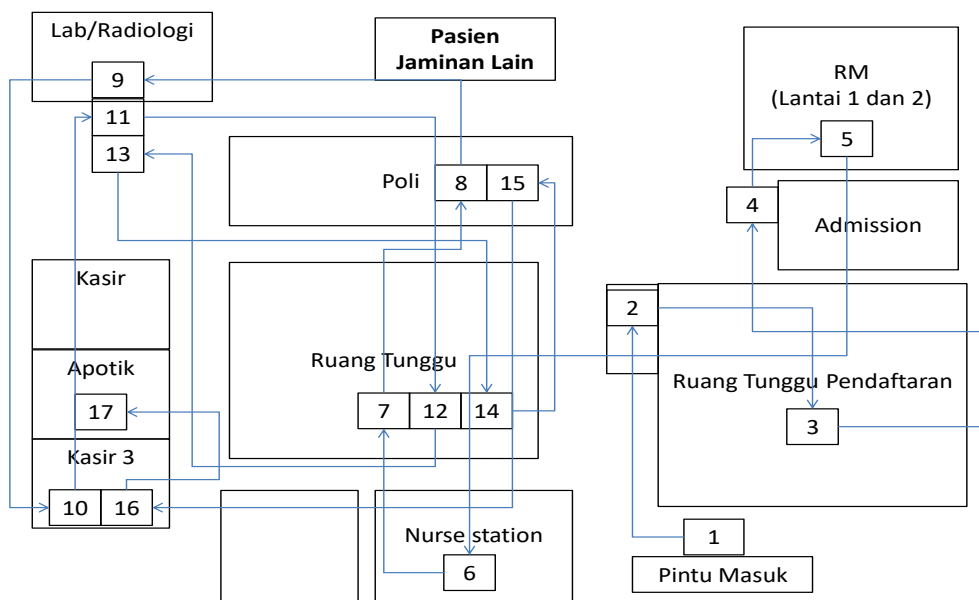 Lab/Radiologi
9
11
13
Pasien
Jaminan Lain
RM
(Lantai 1 dan 2)
5
Poli
8
15
4
Admission
Kasir
Apotik
17
Kasir 3
10
16
Ruang Tunggu
7
12
14
2
Ruang Tunggu Pendaftaran
3
Nurse station
6
1
Pintu Masuk